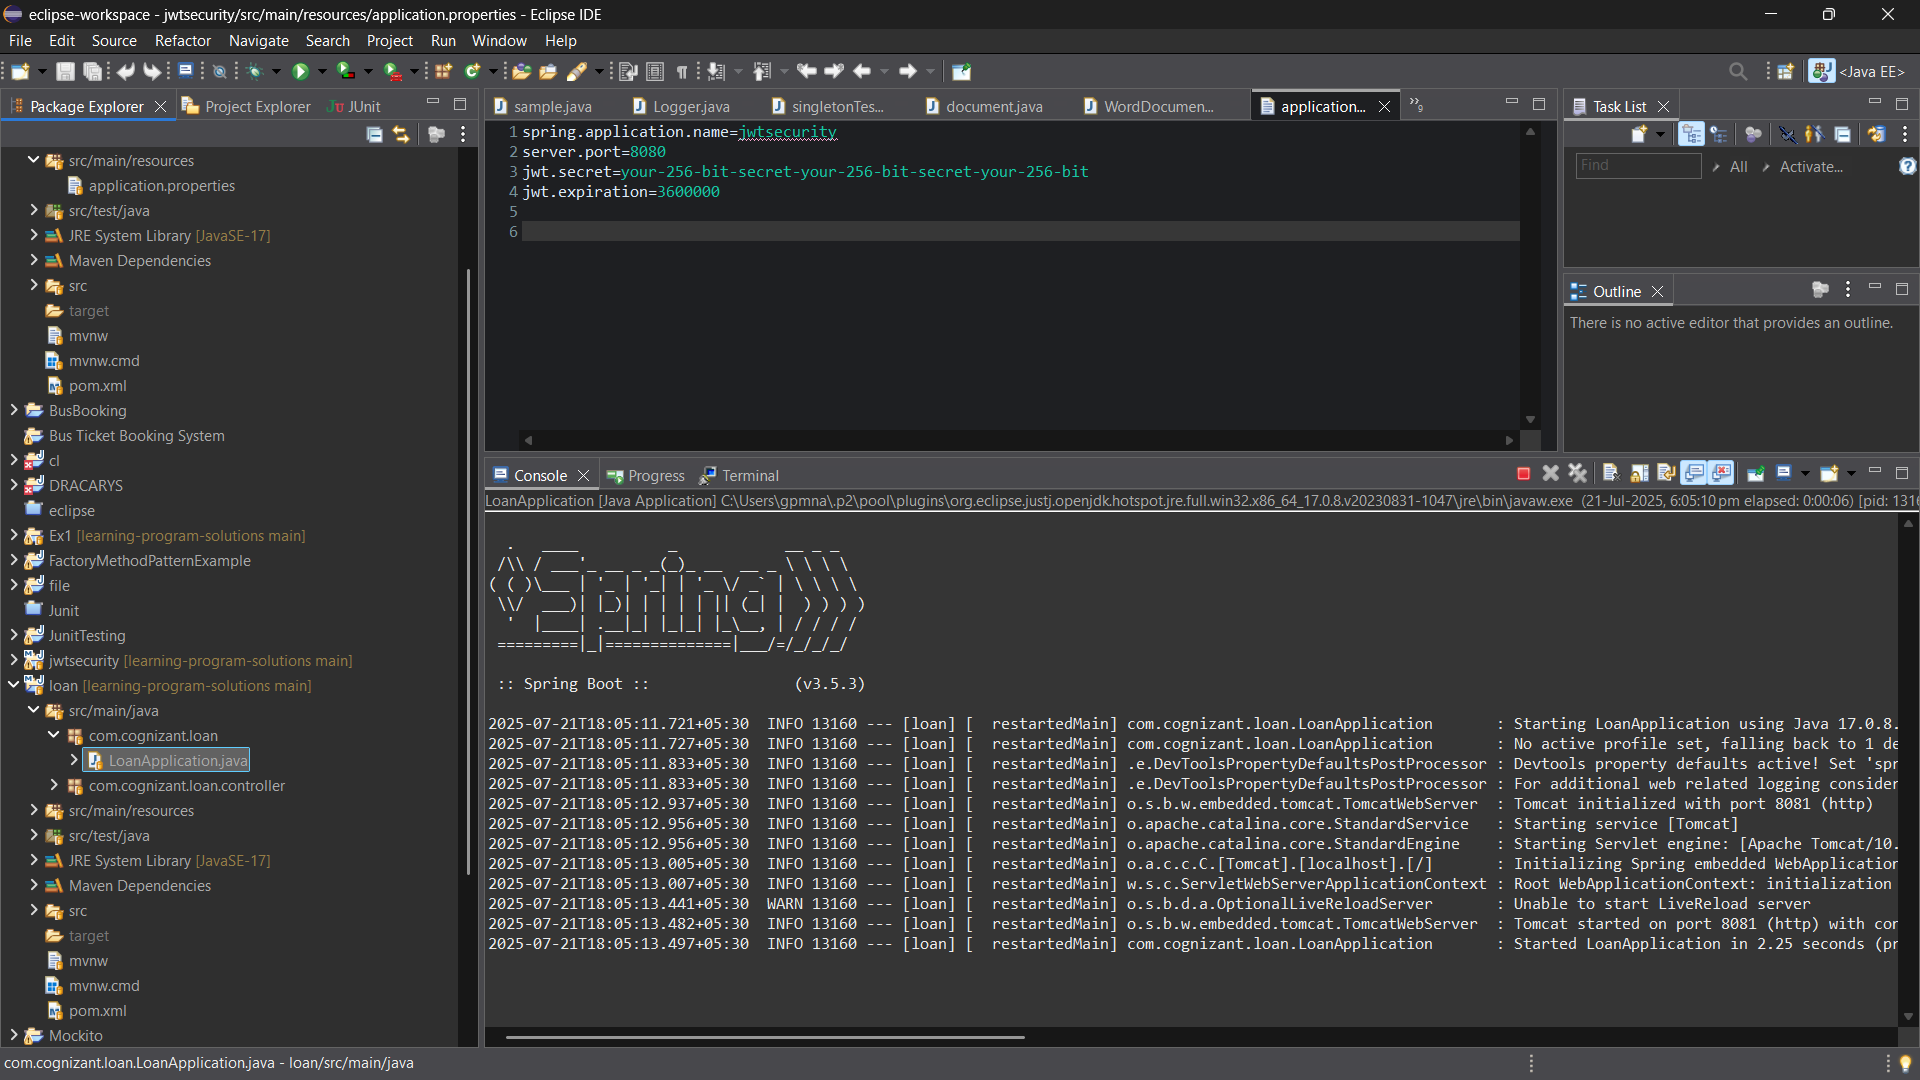 eclipse-workspace - jwtsecurity/src/main/resources/application.properties - Eclipse IDE
File Edit Source Refactor Navigate Search Project Run Window Help
<Java EE>
Package Explorer Project Explorer JUnit
src/main/resources
application.properties
src/test/java
JRE System Library [JavaSE-17]
Maven Dependencies
src
target
mvnw
mvnw.cmd
pom.xml
BusBooking
Bus Ticket Booking System
cl
DRACARYS
eclipse
Ex1 [learning-program-solutions main]
FactoryMethodPatternExample
file
Junit
JunitTesting
jwtsecurity [learning-program-solutions main]
loan [learning-program-solutions main]
src/main/java
com.cognizant.loan
LoanApplication.java
com.cognizant.loan.controller
src/main/resources
src/test/java
JRE System Library [JavaSE-17]
Maven Dependencies
src
target
mvnw
mvnw.cmd
pom.xml
Mockito
sample.java Logger.java singletonTes... document.java WordDocumen... application... 9
1 spring.application.name=jwtsecurity
2 server.port=8080
3 jwt.secret=your-256-bit-secret-your-256-bit-secret-your-256-bit
4 jwt.expiration=3600000
5
6
Task List
Find All Activate...
Outline
There is no active editor that provides an outline.
Console Progress Terminal
LoanApplication [Java Application] C:\Users\gpmna\.p2\pool\plugins\org.eclipse.justj.openjdk.hotspot.jre.full.win32.x86_64_17.0.8.v20230831-1047\jre\bin\javaw.exe (21-Jul-2025, 6:05:10 pm elapsed: 0:00:06) [pid: 1316
:: Spring Boot :: (v3.5.3)
2025-07-21T18:05:11.721+05:30 INFO 13160 --- [loan] [ restartedMain] com.cognizant.loan.LoanApplication : Starting LoanApplication using Java 17.0.8.
2025-07-21T18:05:11.727+05:30 INFO 13160 --- [loan] [ restartedMain] com.cognizant.loan.LoanApplication : No active profile set, falling back to 1 de
2025-07-21T18:05:11.833+05:30 INFO 13160 --- [loan] [ restartedMain] .e.DevToolsPropertyDefaultsPostProcessor : Devtools property defaults active! Set 'spr
2025-07-21T18:05:11.833+05:30 INFO 13160 --- [loan] [ restartedMain] .e.DevToolsPropertyDefaultsPostProcessor : For additional web related logging consider
2025-07-21T18:05:12.937+05:30 INFO 13160 --- [loan] [ restartedMain] o.s.b.w.embedded.tomcat.TomcatWebServer : Tomcat initialized with port 8081 (http)
2025-07-21T18:05:12.956+05:30 INFO 13160 --- [loan] [ restartedMain] o.apache.catalina.core.StandardService : Starting service [Tomcat]
2025-07-21T18:05:12.956+05:30 INFO 13160 --- [loan] [ restartedMain] o.apache.catalina.core.StandardEngine : Starting Servlet engine: [Apache Tomcat/10.
2025-07-21T18:05:13.005+05:30 INFO 13160 --- [loan] [ restartedMain] o.a.c.c.C.[Tomcat].[localhost].[/] : Initializing Spring embedded WebApplication
2025-07-21T18:05:13.007+05:30 INFO 13160 --- [loan] [ restartedMain] w.s.c.ServletWebServerApplicationContext : Root WebApplicationContext: initialization
2025-07-21T18:05:13.441+05:30 WARN 13160 --- [loan] [ restartedMain] o.s.b.d.a.OptionalLiveReloadServer : Unable to start LiveReload server
2025-07-21T18:05:13.482+05:30 INFO 13160 --- [loan] [ restartedMain] o.s.b.w.embedded.tomcat.TomcatWebServer : Tomcat started on port 8081 (http) with con
2025-07-21T18:05:13.497+05:30 INFO 13160 --- [loan] [ restartedMain] com.cognizant.loan.LoanApplication : Started LoanApplication in 2.25 seconds (pr
com.cognizant.loan.LoanApplication.java - loan/src/main/java